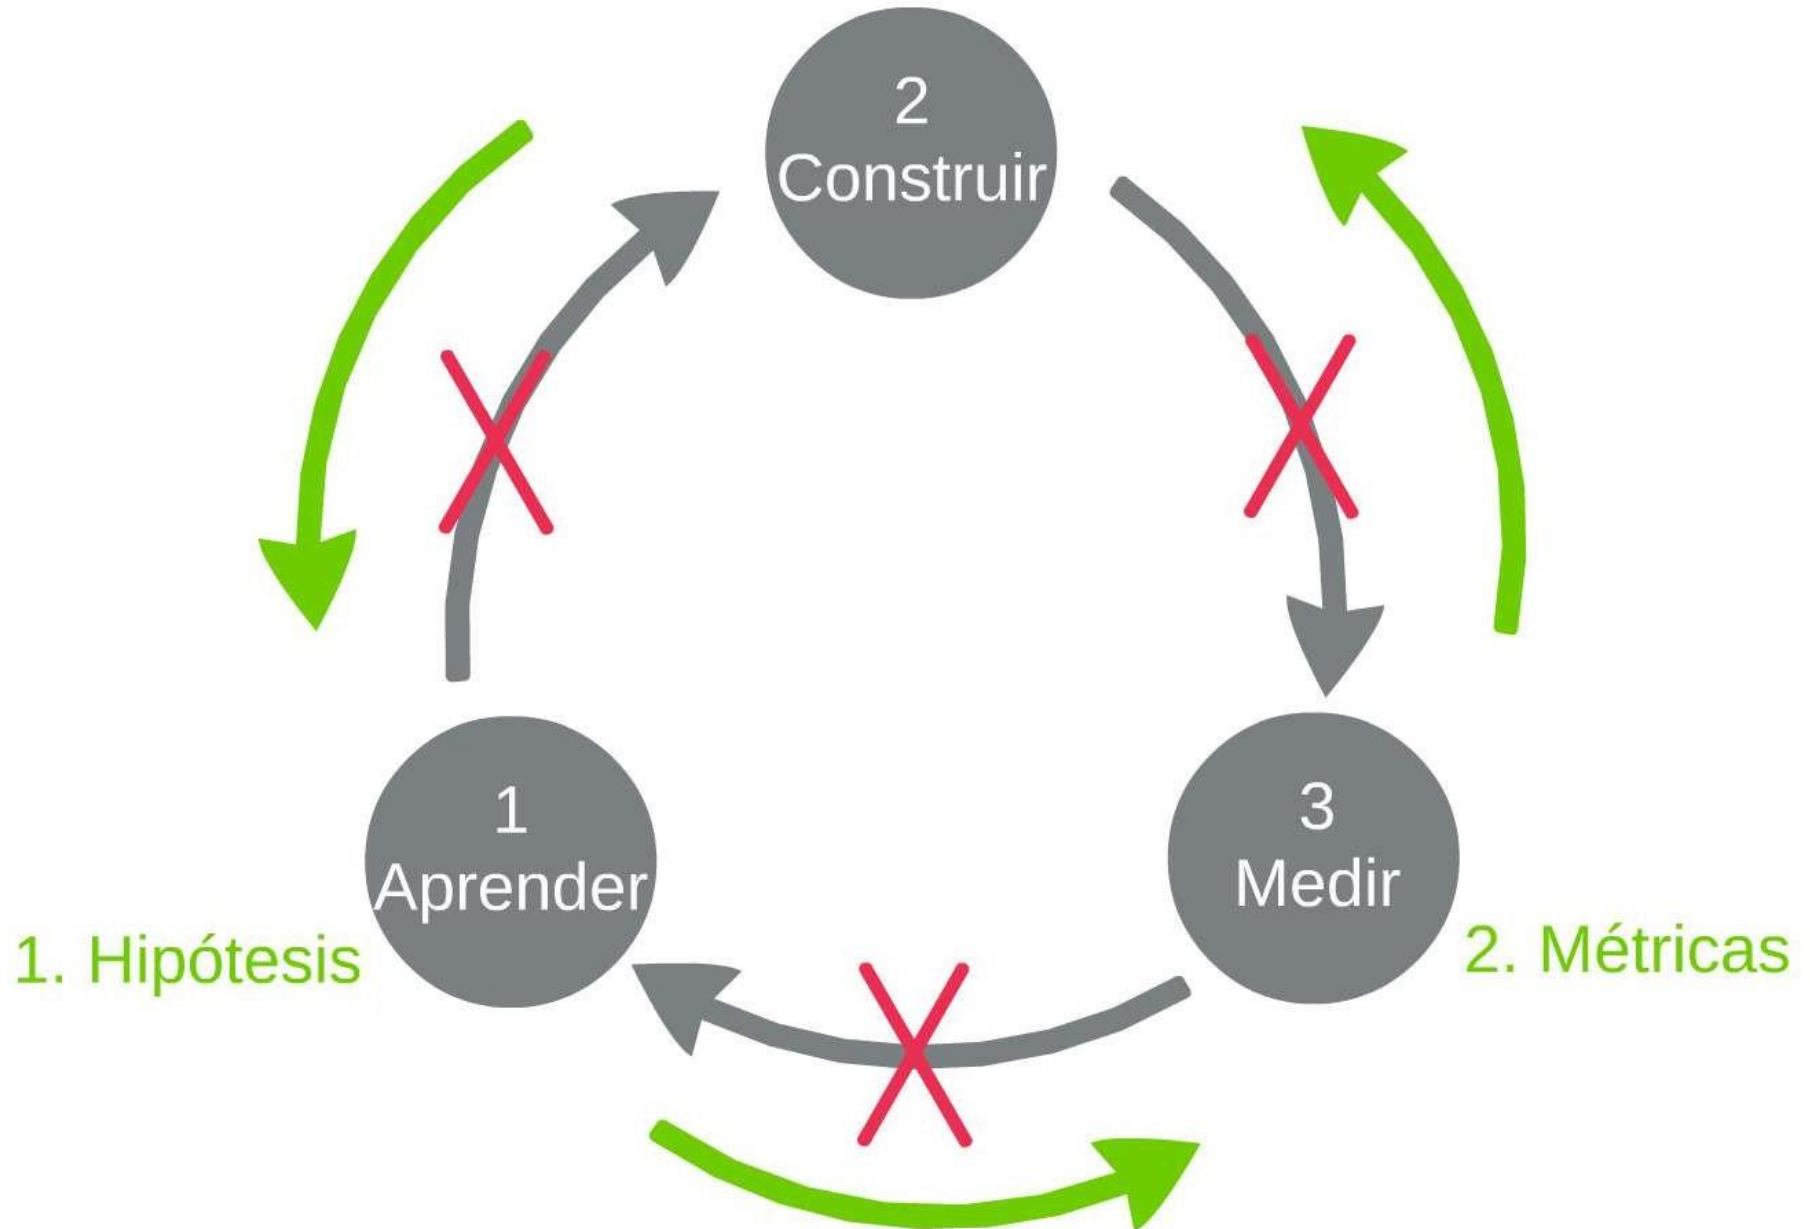 2
Construir
1
Aprender
3
Medir
1. Hipótesis
2. Métricas